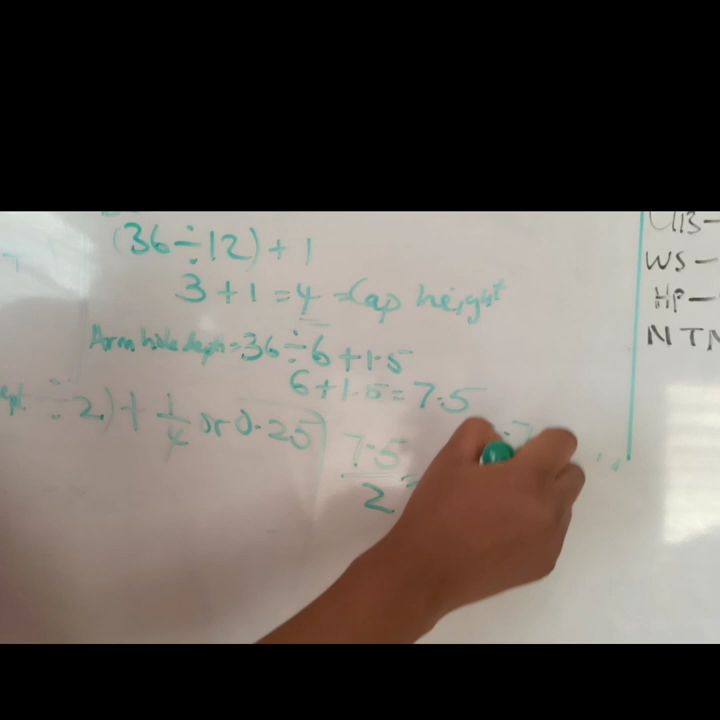 (36÷12)+1
3+1=4 = Cap height
Arm hole depth = 36÷6+1.5
6+1.5=7.5
÷2)+1/4 or 0.25)
7.5/2 =
WS-
HP-
NTN